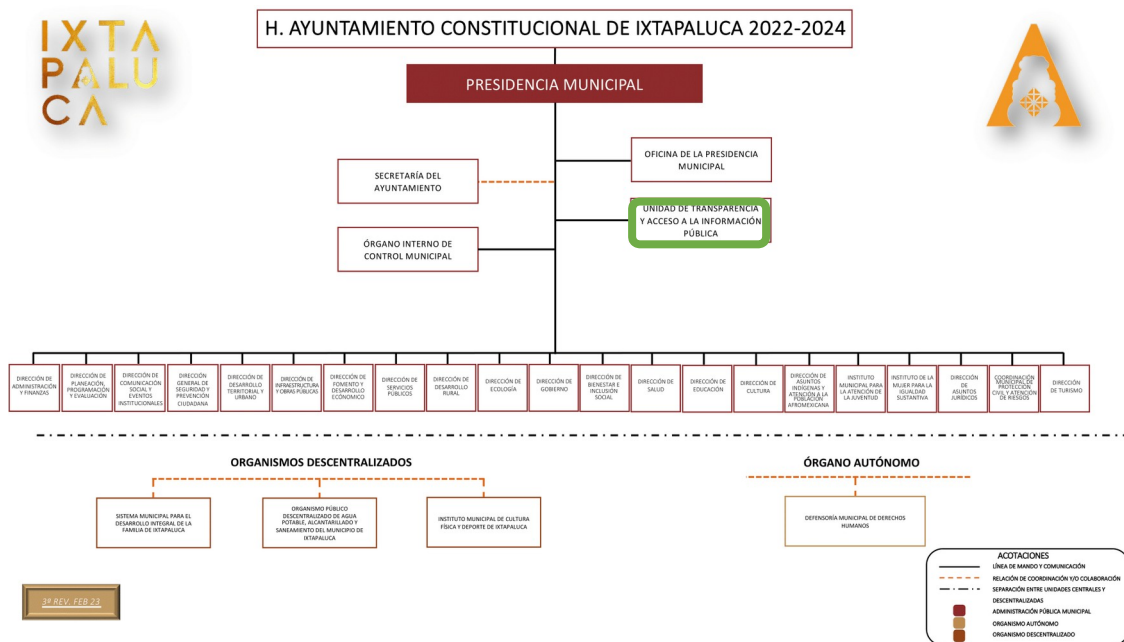 IXTA
PALU
CA
H. AYUNTAMIENTO CONSTITUCIONAL DE IXTAPALUCA 2022-2024
PRESIDENCIA MUNICIPAL
OFICINA DE LA PRESIDENCIA
MUNICIPAL
SECRETARÍA DEL
AYUNTAMIENTO
UNIDAD DE TRANSPARENCIA
Y ACCESO A LA INFORMACIÓN
PÚBLICA
ÓRGANO INTERNO DE
CONTROL MUNICIPAL
DIRECCIÓN DE
ADMINISTRACIÓN
Y FINANZAS
DIRECCIÓN DE
PLANEACIÓN,
PROGRAMACIÓN
Y EVALUACIÓN
DIRECCIÓN DE
COMUNICACIÓN
SOCIAL Y
EVENTOS
INSTITUCIONALES
DIRECCIÓN
GENERAL DE
SEGURIDAD Y
PREVENCIÓN
CIUDADANA
DIRECCIÓN DE
DESARROLLO
TERRITORIAL Y
URBANO
DIRECCIÓN DE
INFRAESTRUCTURA
Y OBRAS PÚBLICAS
DIRECCIÓN DE
FOMENTO Y
DESARROLLO
ECÓNOMICO
DIRECCIÓN DE
SERVICIOS
PÚBLICOS
DIRECCIÓN DE
DESARROLLO
RURAL
DIRECCIÓN DE
ECOLOGÍA
DIRECCIÓN DE
GOBIERNO
DIRECCIÓN DE
BIENESTAR E
INCLUSIÓN
SOCIAL
DIRECCIÓN DE
SALUD
DIRECCIÓN DE
EDUCACIÓN
DIRECCIÓN DE
CULTURA
DIRECCIÓN DE
ASUNTOS
INDÍGENAS Y
ATENCIÓN A LA
POBLACIÓN
AFROMEXICANA
INSTITUTO
MUNICIPAL PARA
LA ATENCIÓN DE
LA JUVENTUD
INSTITUTO DE LA
MUJER PARA LA
IGUALDAD
SUSTANTIVA
DIRECCIÓN
DE
ASUNTOS
JURÍDICOS
COORDINACIÓN
MUNICIPAL DE
PROTECCIÓN
CIVIL Y ATENCIÓN
DE RIESGOS
DIRECCIÓN
DE TURISMO
ORGANISMOS DESCENTRALIZADOS
ÓRGANO AUTÓNOMO
SISTEMA MUNICIPAL PARA EL
DESARROLLO INTEGRAL DE LA
FAMILIA DE IXTAPALUCA
ORGANISMO PÚBLICO
DESCENTRALIZADO DE AGUA
POTABLE, ALCANTARILLADO Y
SANEAMIENTO DEL MUNICIPIO DE
IXTAPALUCA
INSTITUTO MUNICIPAL DE CULTURA
FÍSICA Y DEPORTE DE IXTAPALUCA
DEFENSORÍA MUNICIPAL DE DERECHOS
HUMANOS
ACOTACIONES
LÍNEA DE MANDO Y COMUNICACIÓN
RELACIÓN DE COORDINACIÓN Y/O COLABORACIÓN
SEPARACIÓN ENTRE UNIDADES CENTRALES Y
DESCENTRALIZADAS
ADMINISTRACIÓN PÚBLICA MUNICIPAL
ORGANISMO AUTÓNOMO
ORGANISMO DESCENTRALIZADO
3ª REV. FEB 23